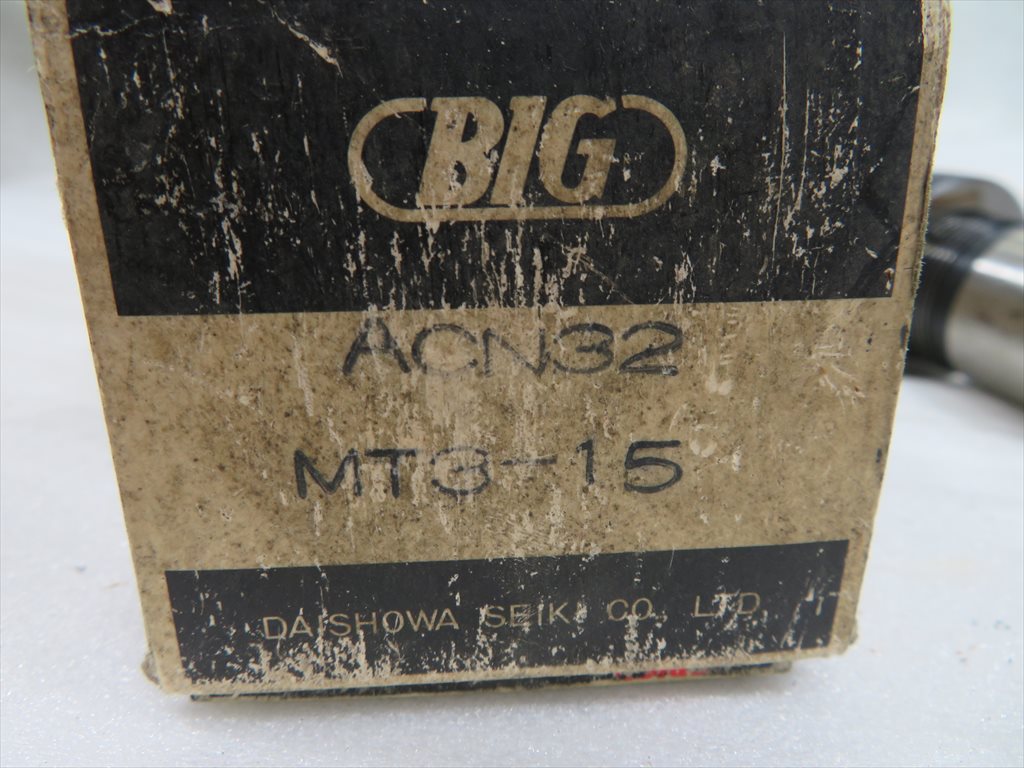 BIG
ACN32
MT3-15
DAISHOWA SEIKI CO., LTD.